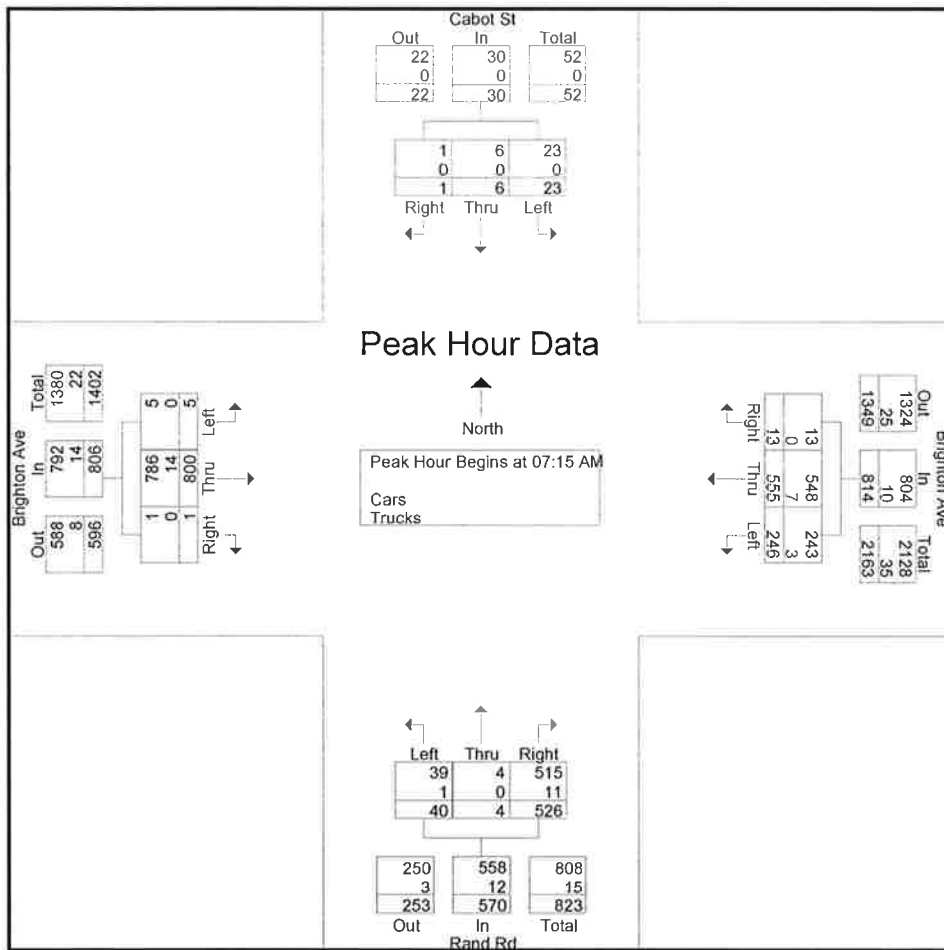 Cabot St
Out In Total
22 30 52
0 0 0
22 30 52
1 6 23
0 0 0
1 6 23
Right Thru Left
Peak Hour Data
North
Peak Hour Begins at 07:15 AM
Cars
Trucks
Brighton Ave
Out In Total
588 792 1380
8 14 22
596 806 1402
Right Thru Left
1 786 5
0 14 0
1 800 5
Brighton Ave
Out In Total
1324 804 2128
25 10 35
1349 814 2163
13 548 243
0 7 3
13 555 246
Right Thru Left
Left Thru Right
39 4 515
1 0 11
40 4 526
250 558 808
3 12 15
253 570 823
Out In Total
Rand Rd